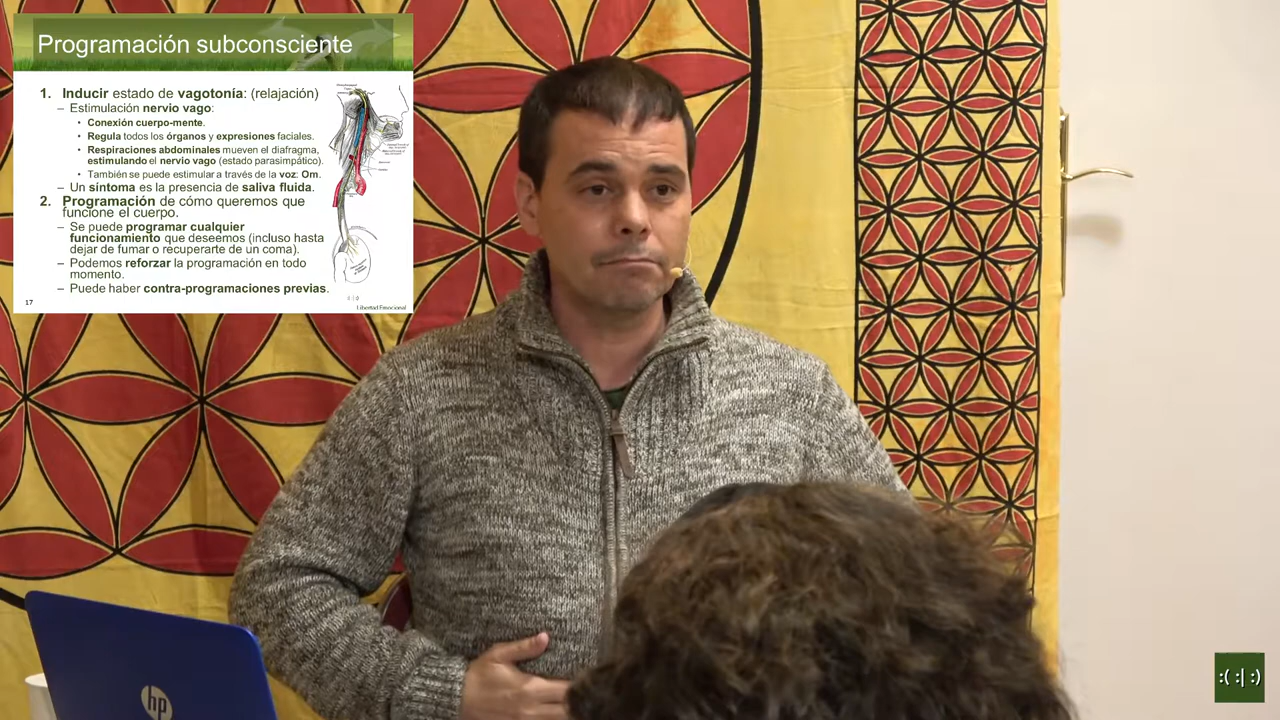 Programación subconsciente
1. Inducir estado de vagotonía: (relajación)
– Estimulación nervio vago:
• Conexión cuerpo-mente.
• Regula todos los órganos y expresiones faciales.
• Respiraciones abdominales mueven el diafragma,
estimulando el nervio vago (estado parasimpático).
• También se puede estimular a través de la voz: Om.
– Un síntoma es la presencia de saliva fluida.
2. Programación de cómo queremos que
funcione el cuerpo.
– Se puede programar cualquier
funcionamiento que deseemos (incluso hasta
dejar de fumar o recuperarte de un coma).
– Podemos reforzar la programación en todo
momento.
– Puede haber contra-programaciones previas.
17
Libertad Emocional
hp
:( :| :)